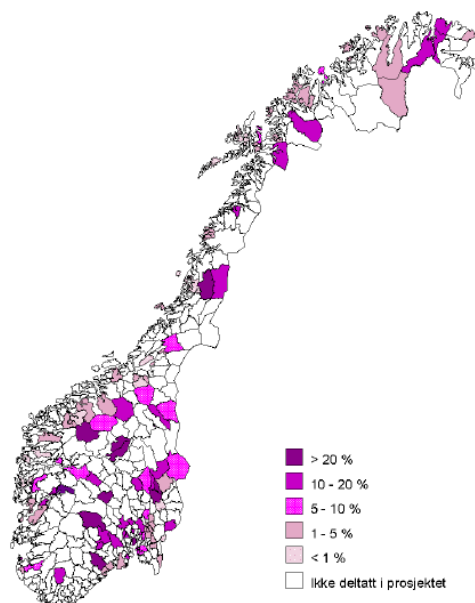 > 20 %
10 - 20 %
5 - 10 %
1 - 5 %
< 1 %
Ikke deltatt i prosjektet